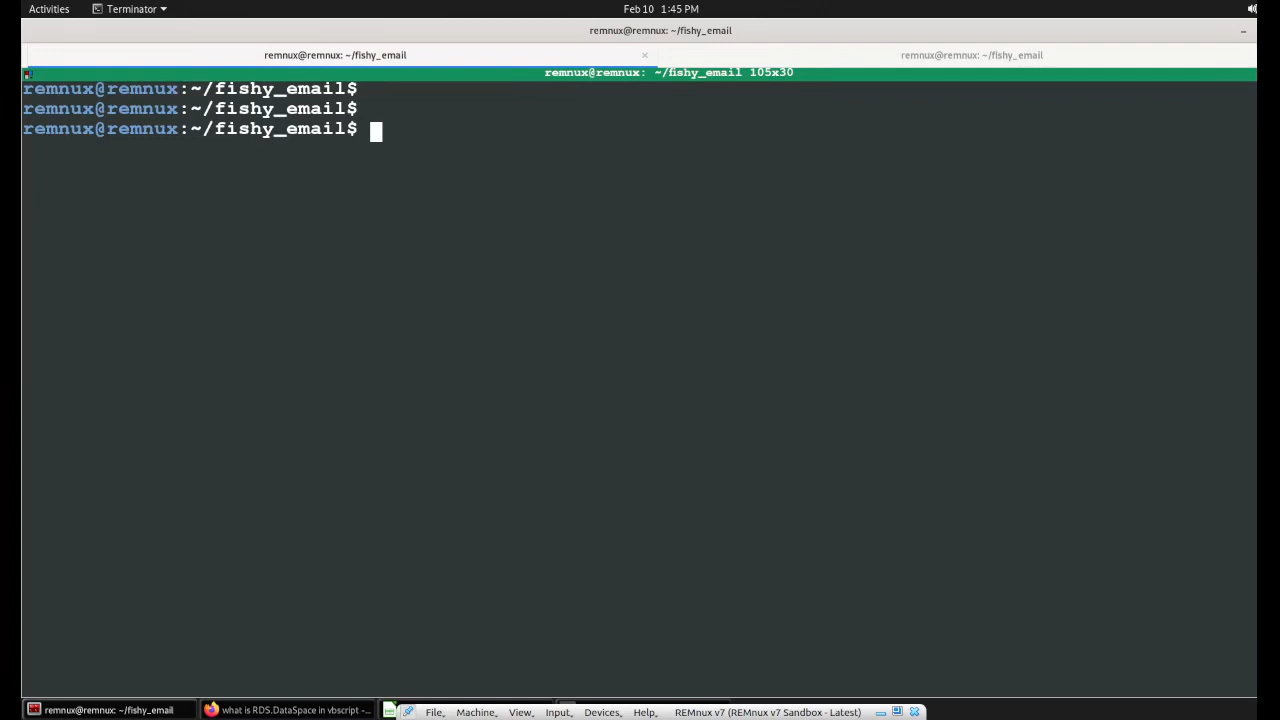 Activities Terminator Feb 10 1:45 PM
remnux@remnux: ~/fishy_email
remnux@remnux: ~/fishy_email × remnux@remnux: ~/fishy_email
remnux@remnux: ~/fishy_email 105x30
remnux@remnux:~/fishy_email$
remnux@remnux:~/fishy_email$
remnux@remnux:~/fishy_email$
remnux@remnux: ~/fishy_email what is RDS.DataSpace in vbscript -... File Machine View Input Devices Help REMnux v7 (REMnux v7 Sandbox - Latest)